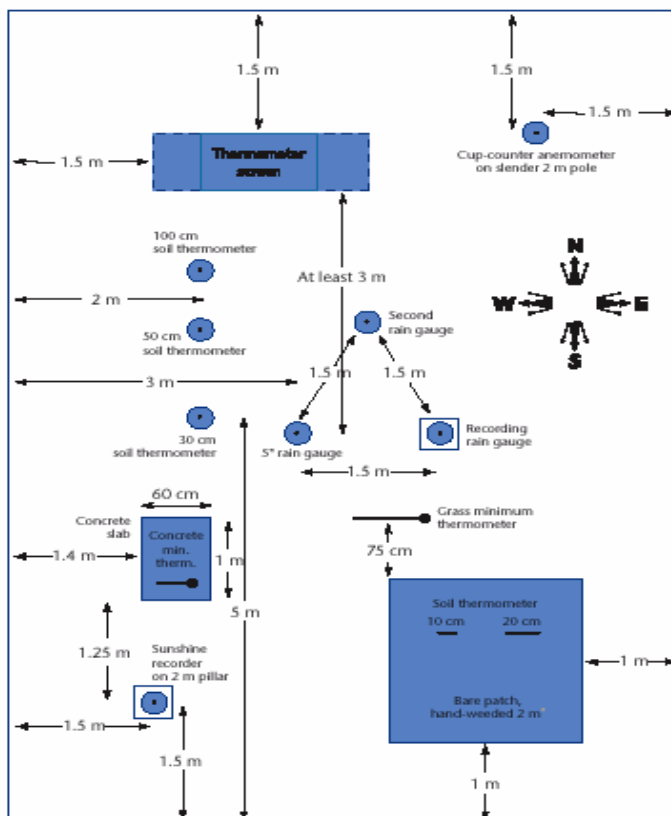 1.5 m
1.5 m
1.5 m
1.5 m
Thermometer
screen
Cup-counter anemometer
on slender 2 m pole
100 cm
soil thermometer
N
At least 3 m
2 m
W
E
Second
rain gauge
50 cm
soil thermometer
S
1.5 m
1.5 m
3 m
30 cm
soil thermometer
5" rain gauge
Recording
rain gauge
1.5 m
60 cm
Grass minimum
thermometer
Concrete
slab
Concrete
min.
therm.
75 cm
1.4 m
1 m
Soil thermometer
10 cm
20 cm
5 m
1.25 m
Sunshine
recorder
on 2 m pillar
1 m
Bare patch,
hand-weeded 2 m
1.5 m
1.5 m
1 m